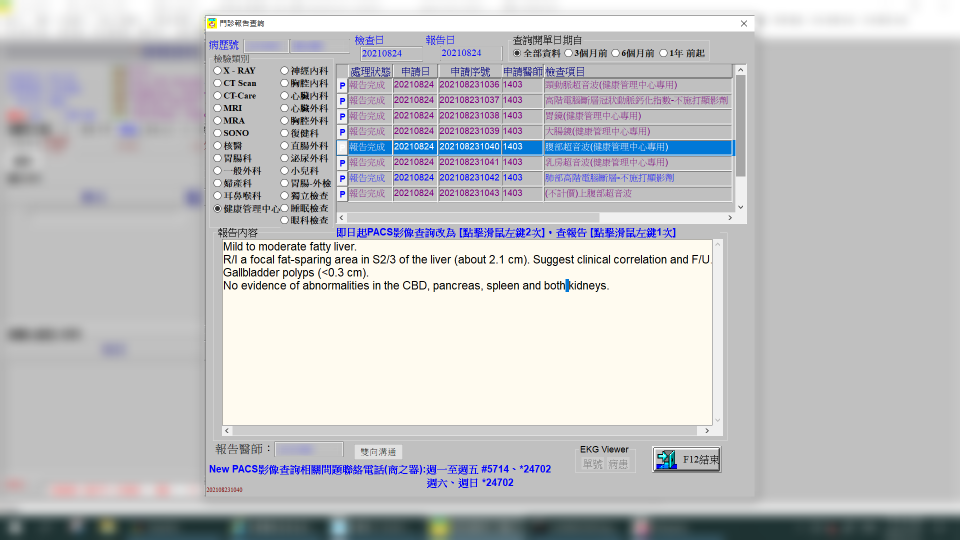 門診報告查詢
病歷號
檢查日
報告日
20210824
20210824
查詢開單日期自
全部資料 3個月前 6個月前 1年 前起
檢驗類別
X - RAY 神經內科
CT Scan 胸腔內科
CT-Care 心臟內科
MRI 心臟外科
MRA 胸腔外科
SONO 復健科
核醫 直腸外科
胃腸科 泌尿外科
一般外科 小兒科
婦產科 胃腸-外檢
耳鼻喉科 獨立檢查
健康管理中心 睡眠檢查
眼科檢查
處理狀態 申請日 申請序號 申請醫師 檢查項目
P 報告完成 20210824 202108231036 1403 頸動脈超音波(健康管理中心專用)
P 報告完成 20210824 202108231037 1403 高階電腦斷層冠狀動脈鈣化指數-不施打顯影劑
P 報告完成 20210824 202108231038 1403 胃鏡(健康管理中心專用)
P 報告完成 20210824 202108231039 1403 大腸鏡(健康管理中心專用)
報告完成 20210824 202108231040 1403 腹部超音波(健康管理中心專用)
P 報告完成 20210824 202108231041 1403 乳房超音波(健康管理中心專用)
P 報告完成 20210824 202108231042 1403 肺部高階電腦斷層-不施打顯影劑
P 報告完成 20210824 202108231043 1403 (不計價)上腹部超音波
報告內容
即日起PACS影像查詢改為 [點擊滑鼠左鍵2次]，查報告 [點擊滑鼠左鍵1次]
Mild to moderate fatty liver.
R/I a focal fat-sparing area in S2/3 of the liver (about 2.1 cm). Suggest clinical correlation and F/U.
Gallbladder polyps (<0.3 cm).
No evidence of abnormalities in the CBD, pancreas, spleen and both kidneys.
報告醫師：
雙向溝通
EKG Viewer
單號 病患
F12結束
New PACS影像查詢相關問題聯絡電話(商之器):週一至週五 #5714、*24702
週六、週日 *24702
202108231040